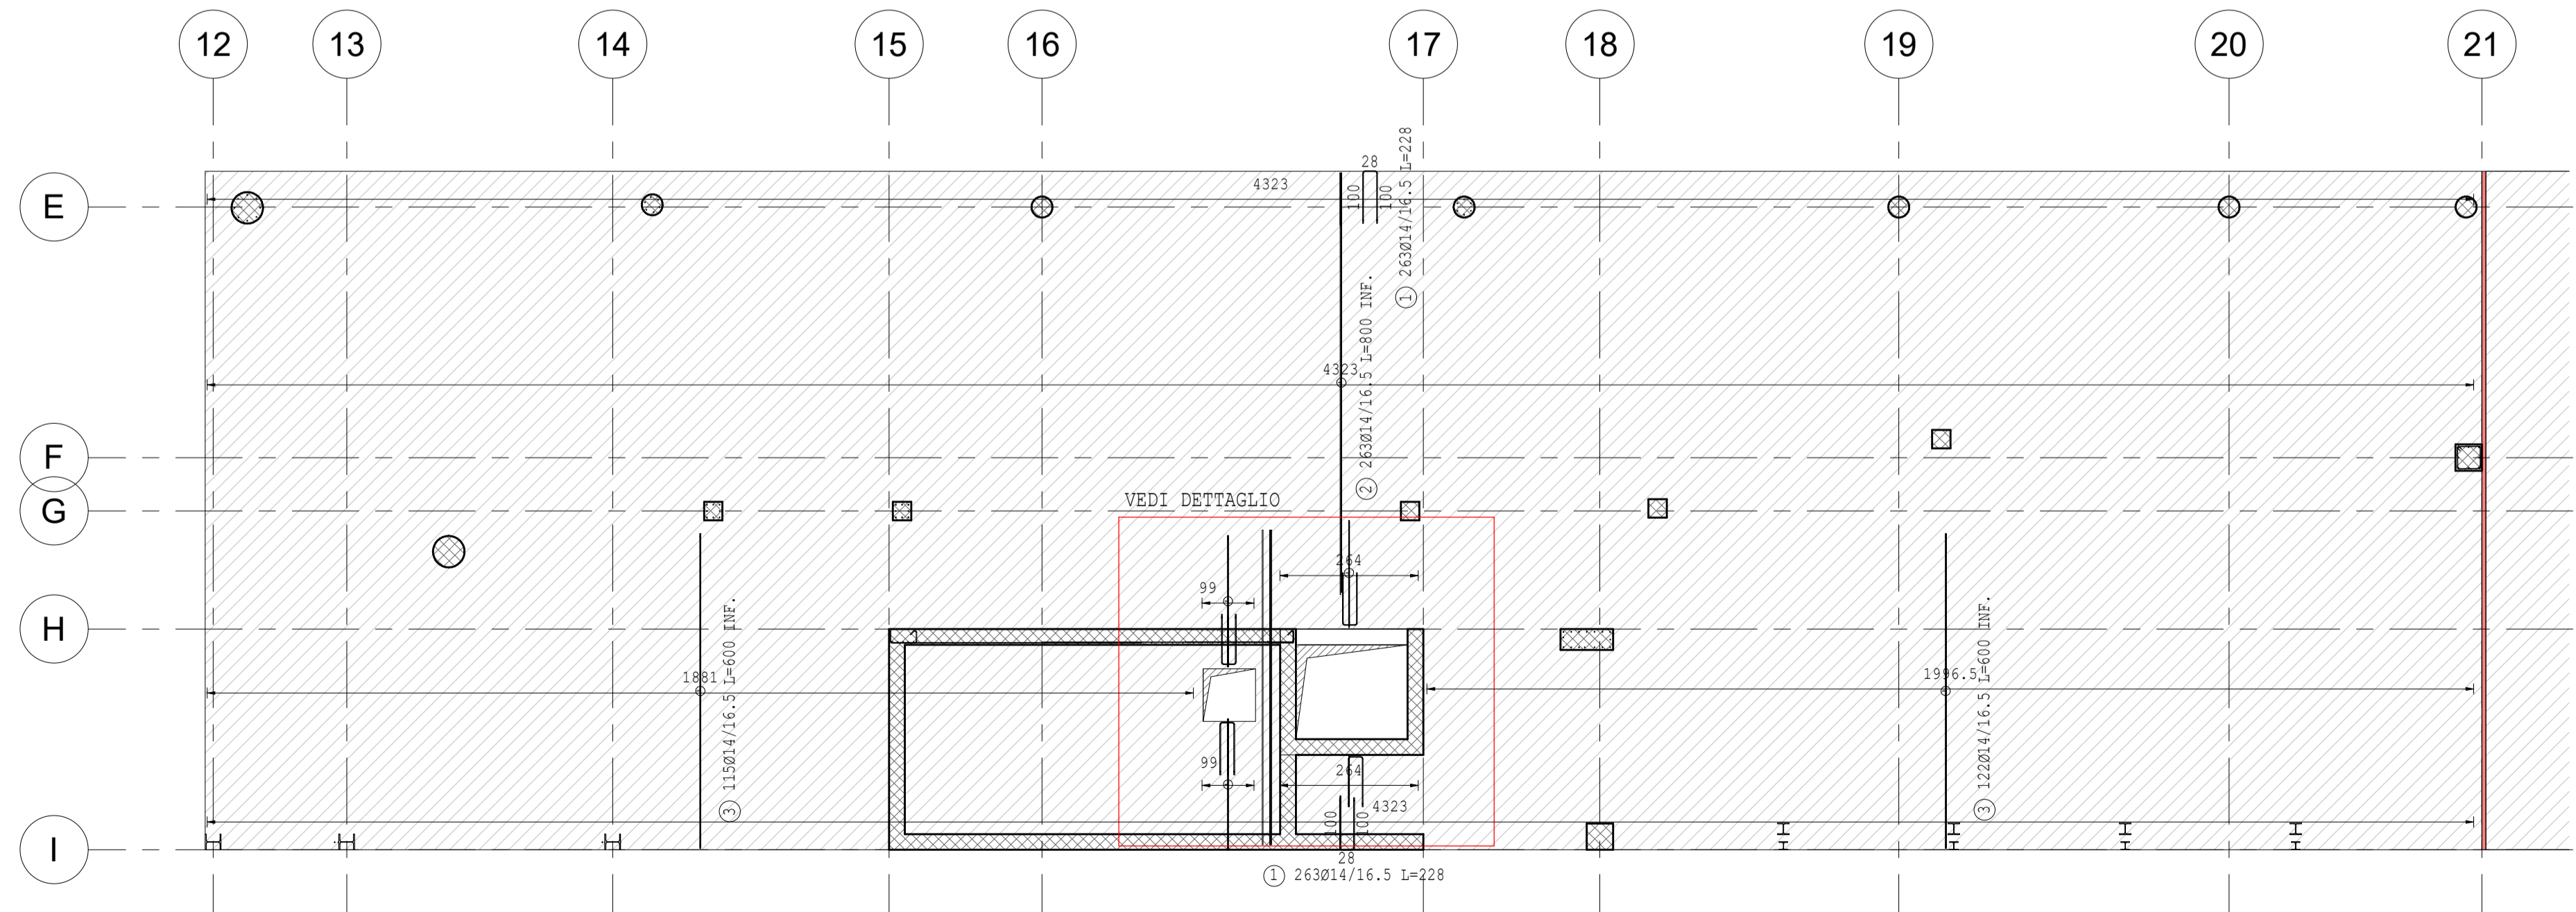 12
13
14
15
16
17
18
19
20
21
E
F
G
H
I
4323
28
100
100
① 263Ø14/16.5 L=228
4323
② 263Ø14/16.5 L=800 INF.
VEDI DETTAGLIO
264
99
1881
③ 115Ø14/16.5 L=600 INF.
1996.5
③ 122Ø14/16.5 L=600 INF.
99
264
4323
100
100
28
① 263Ø14/16.5 L=228